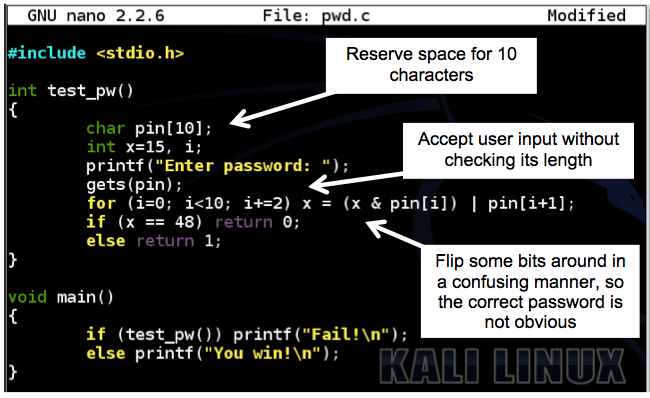 GNU nano 2.2.6 File: pwd.c Modified
#include <stdio.h>
Reserve space for 10
characters
int test_pw()
{
char pin[10];
int x=15, i;
printf("Enter password: ");
gets(pin);
for (i=0; i<10; i+=2) x = (x & pin[i]) | pin[i+1];
if (x == 48) return 0;
else return 1;
}
Accept user input without
checking its length
Flip some bits around in
a confusing manner, so
the correct password is
not obvious
void main()
{
if (test_pw()) printf("Fail!\n");
else printf("You win!\n");
}
KALI LINUX